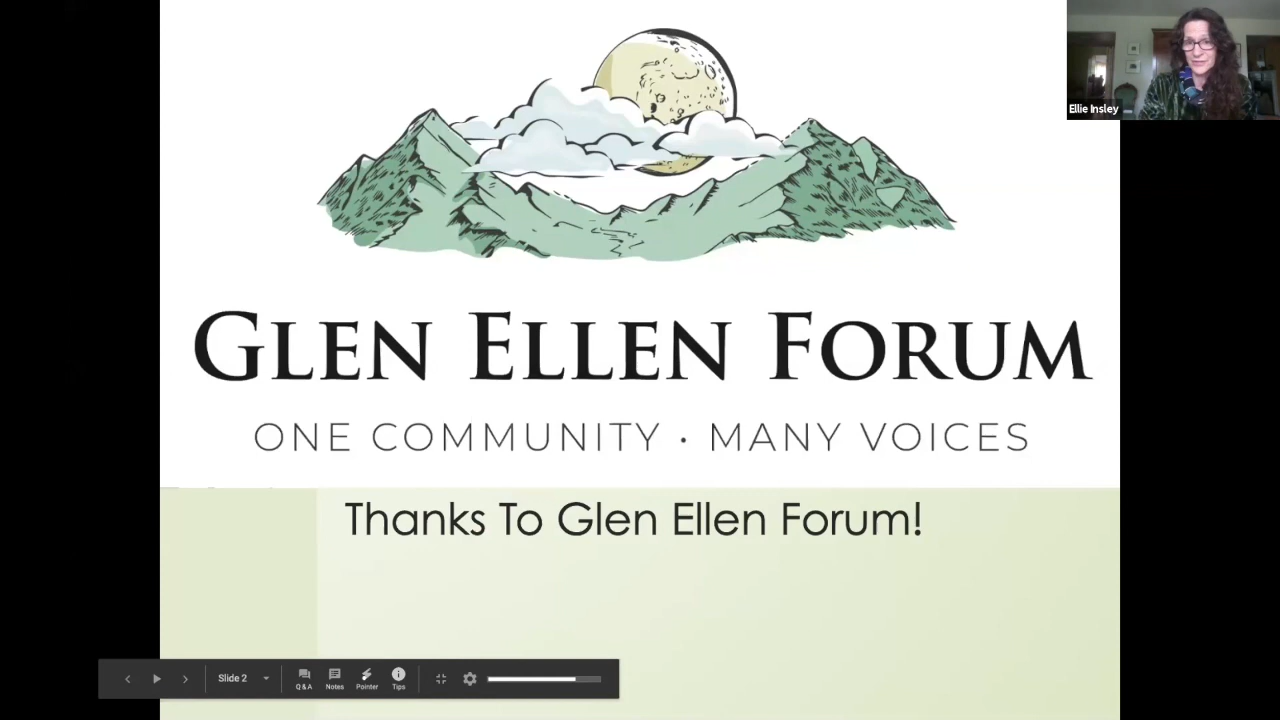 Ellie Insley
GLEN ELLEN FORUM
ONE COMMUNITY · MANY VOICES
Thanks To Glen Ellen Forum!
Slide 2
Q&A
Notes
Pointer
Tips